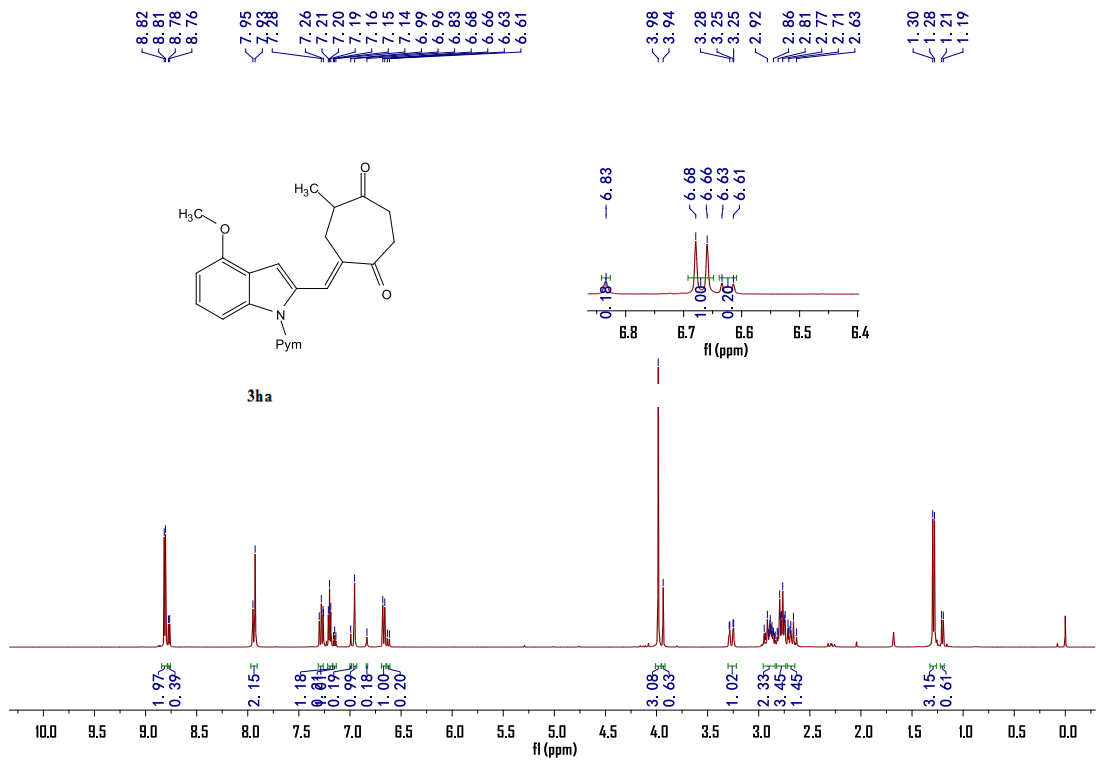 8.82 8.81 8.78 8.76 7.95 7.93 7.28 7.26 7.21 7.20 7.19 7.16 7.15 7.14 6.99 6.96 6.83 6.68 6.66 6.63 6.61 3.98 3.94 3.28 3.25 3.25 2.92 2.86 2.81 2.77 2.71 2.63 1.30 1.28 1.21 1.19
O
H₃C
H₃C
O
O
N
Pym
3ha
6.83 6.68 6.66 6.63 6.61
0.18 1.00 0.20
6.8 6.7 6.6 6.5 6.4
f1 (ppm)
1.97 0.39 2.15 1.18 0.19 0.99 0.18 1.00 0.20 3.08 0.63 1.02 2.33 3.45 1.45 3.15 0.61
10.0 9.5 9.0 8.5 8.0 7.5 7.0 6.5 6.0 5.5 5.0 4.5 4.0 3.5 3.0 2.5 2.0 1.5 1.0 0.5 0.0
f1 (ppm)